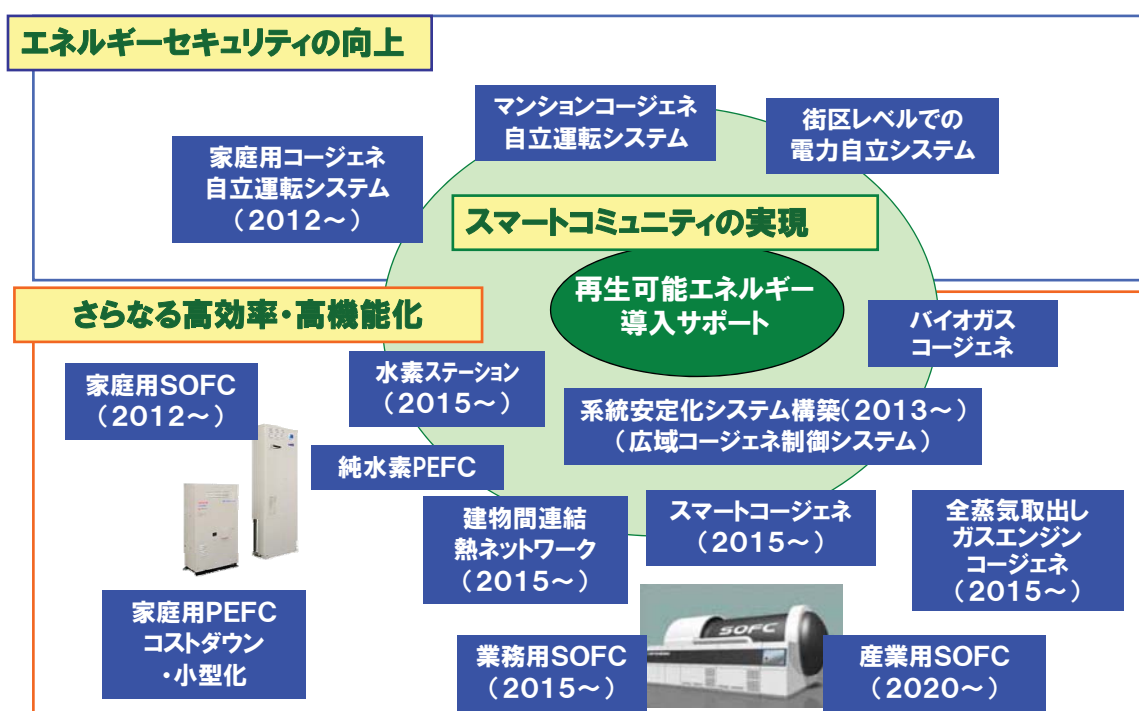 エネルギーセキュリティの向上
マンションコージェネ
自立運転システム
街区レベルでの
電力自立システム
家庭用コージェネ
自立運転システム
（2012～）
スマートコミュニティの実現
再生可能エネルギー
導入サポート
さらなる高効率・高機能化
バイオガス
コージェネ
水素ステーション
（2015～）
家庭用SOFC
（2012～）
系統安定化システム構築（2013～）
（広域コージェネ制御システム）
純水素PEFC
建物間連結
熱ネットワーク
（2015～）
スマートコージェネ
（2015～）
全蒸気取出し
ガスエンジン
コージェネ
（2015～）
家庭用PEFC
コストダウン
・小型化
SOFC
業務用SOFC
（2015～）
産業用SOFC
（2020～）